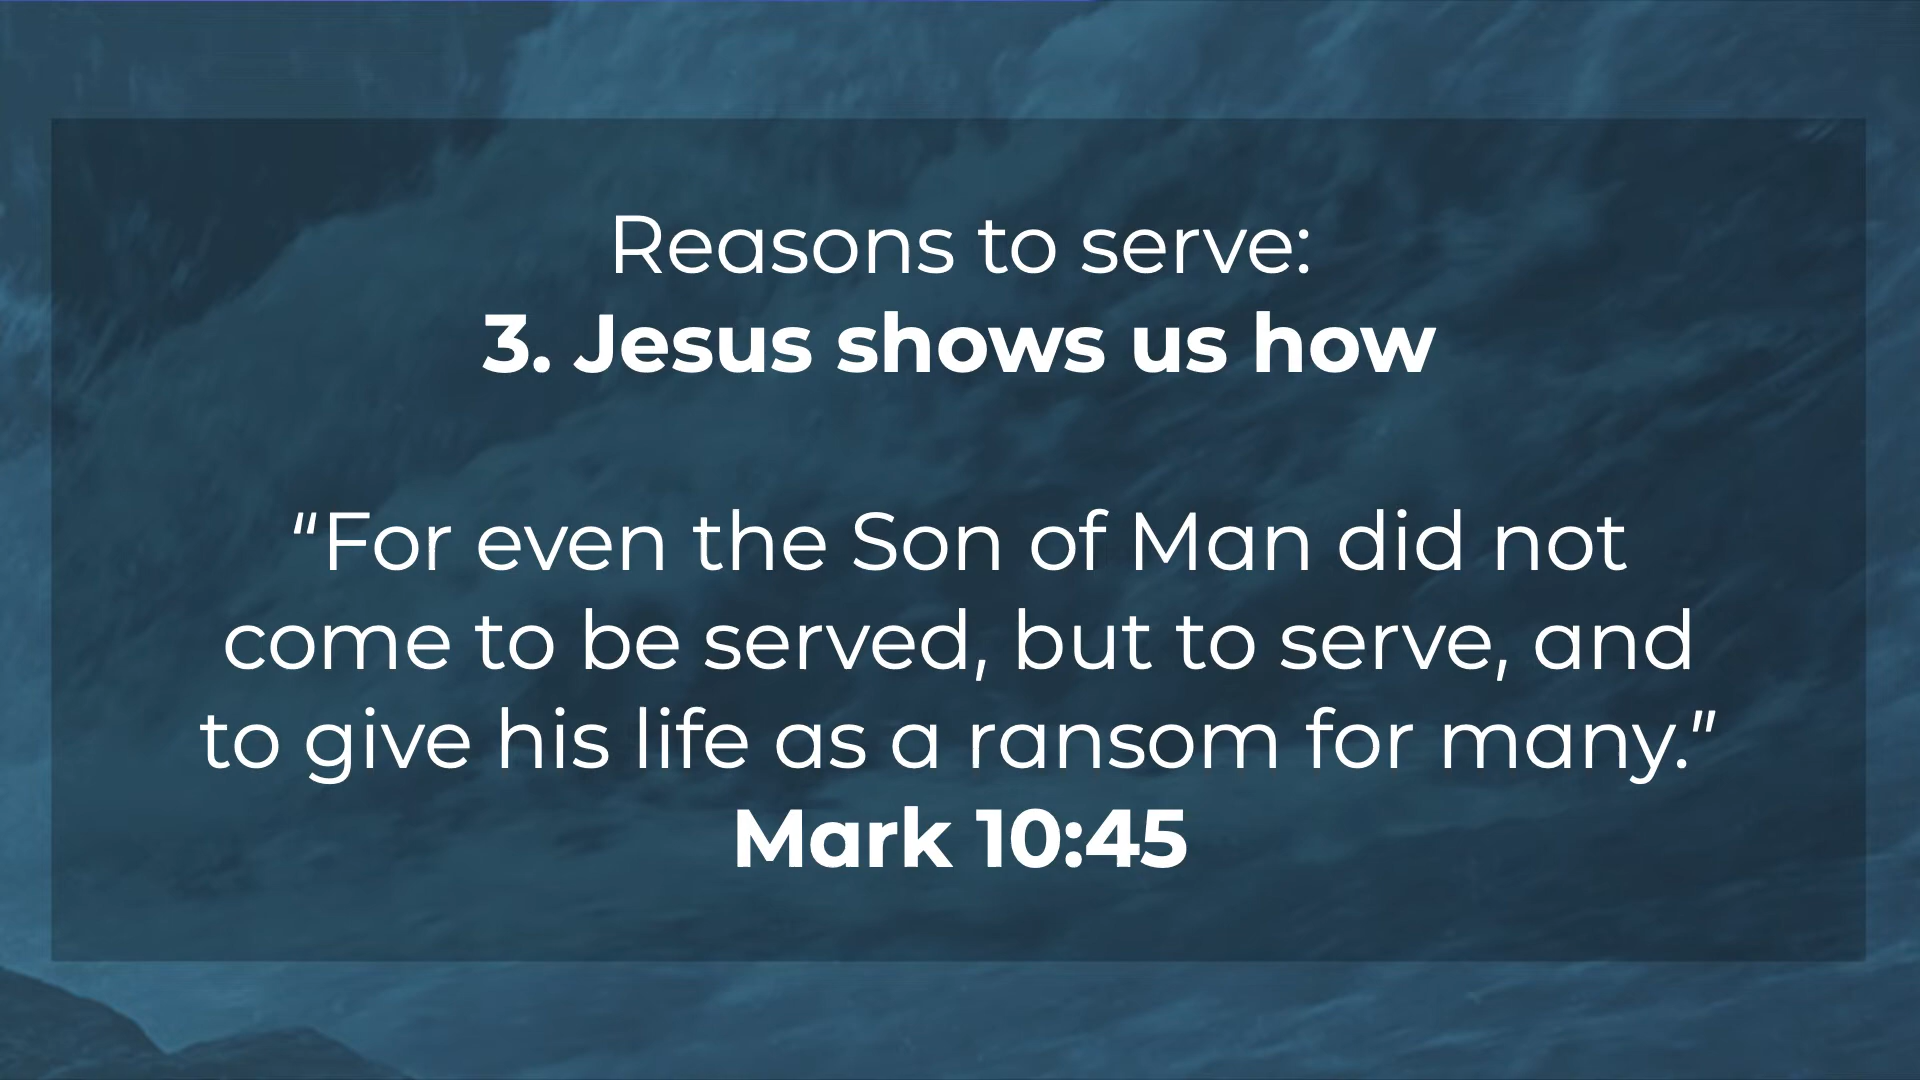 Reasons to serve:
3. Jesus shows us how
“For even the Son of Man did not
come to be served, but to serve, and
to give his life as a ransom for many.”
Mark 10:45